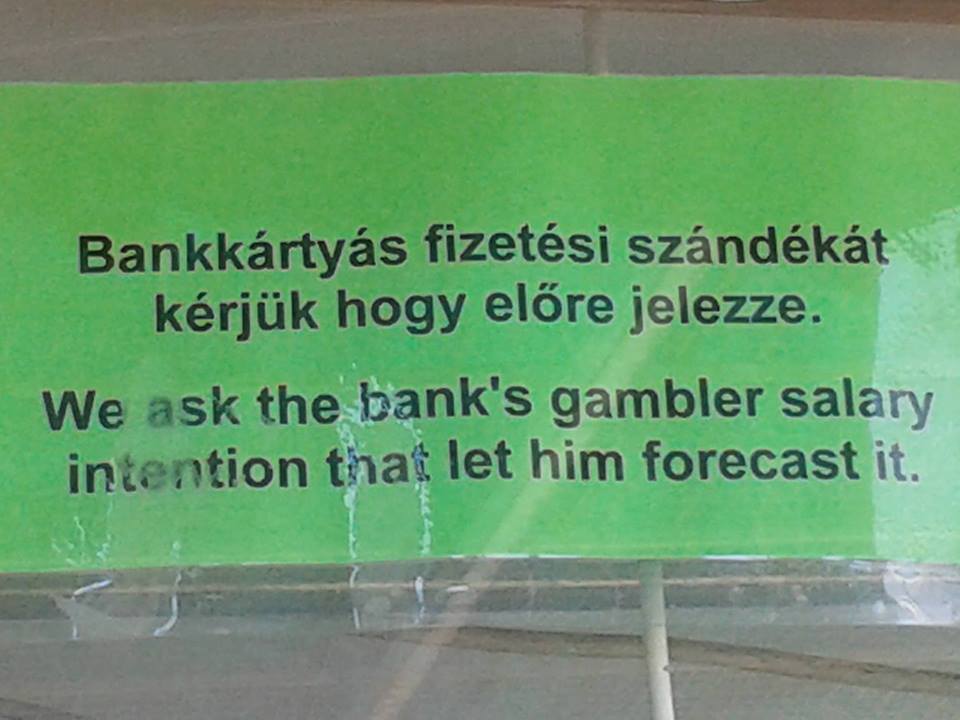 Bankkártyás fizetési szándékát
kérjük hogy előre jelezze.
We ask the bank's gambler salary
intention that let him forecast it.